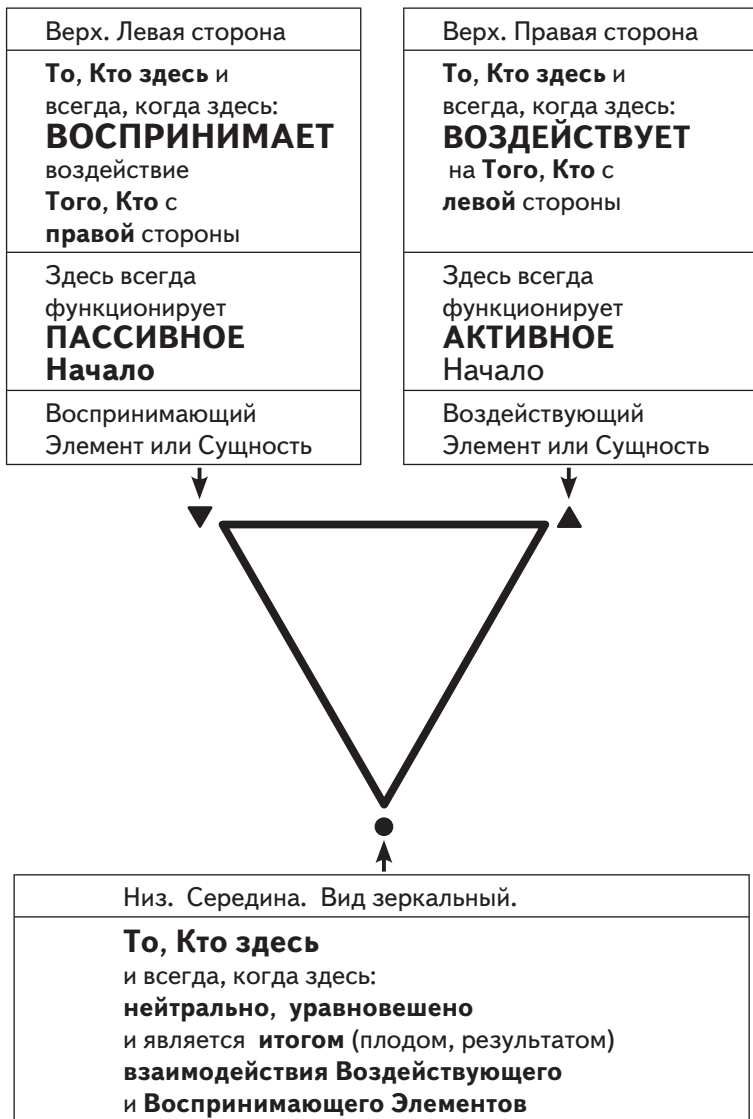 Верх. Левая сторона
То, Кто здесь и
всегда, когда здесь:
ВОСПРИНИМАЕТ
воздействие
Того, Кто с
правой стороны
Здесь всегда
функционирует
ПАССИВНОЕ
Начало
Воспринимающий
Элемент или Сущность
Верх. Правая сторона
То, Кто здесь и
всегда, когда здесь:
ВОЗДЕЙСТВУЕТ
на Того, Кто с
левой стороны
Здесь всегда
функционирует
АКТИВНОЕ
Начало
Воздействующий
Элемент или Сущность
Низ. Середина. Вид зеркальный.
То, Кто здесь
и всегда, когда здесь:
нейтрально, уравновешено
и является итогом (плодом, результатом)
взаимодействия Воздействующего
и Воспринимающего Элементов